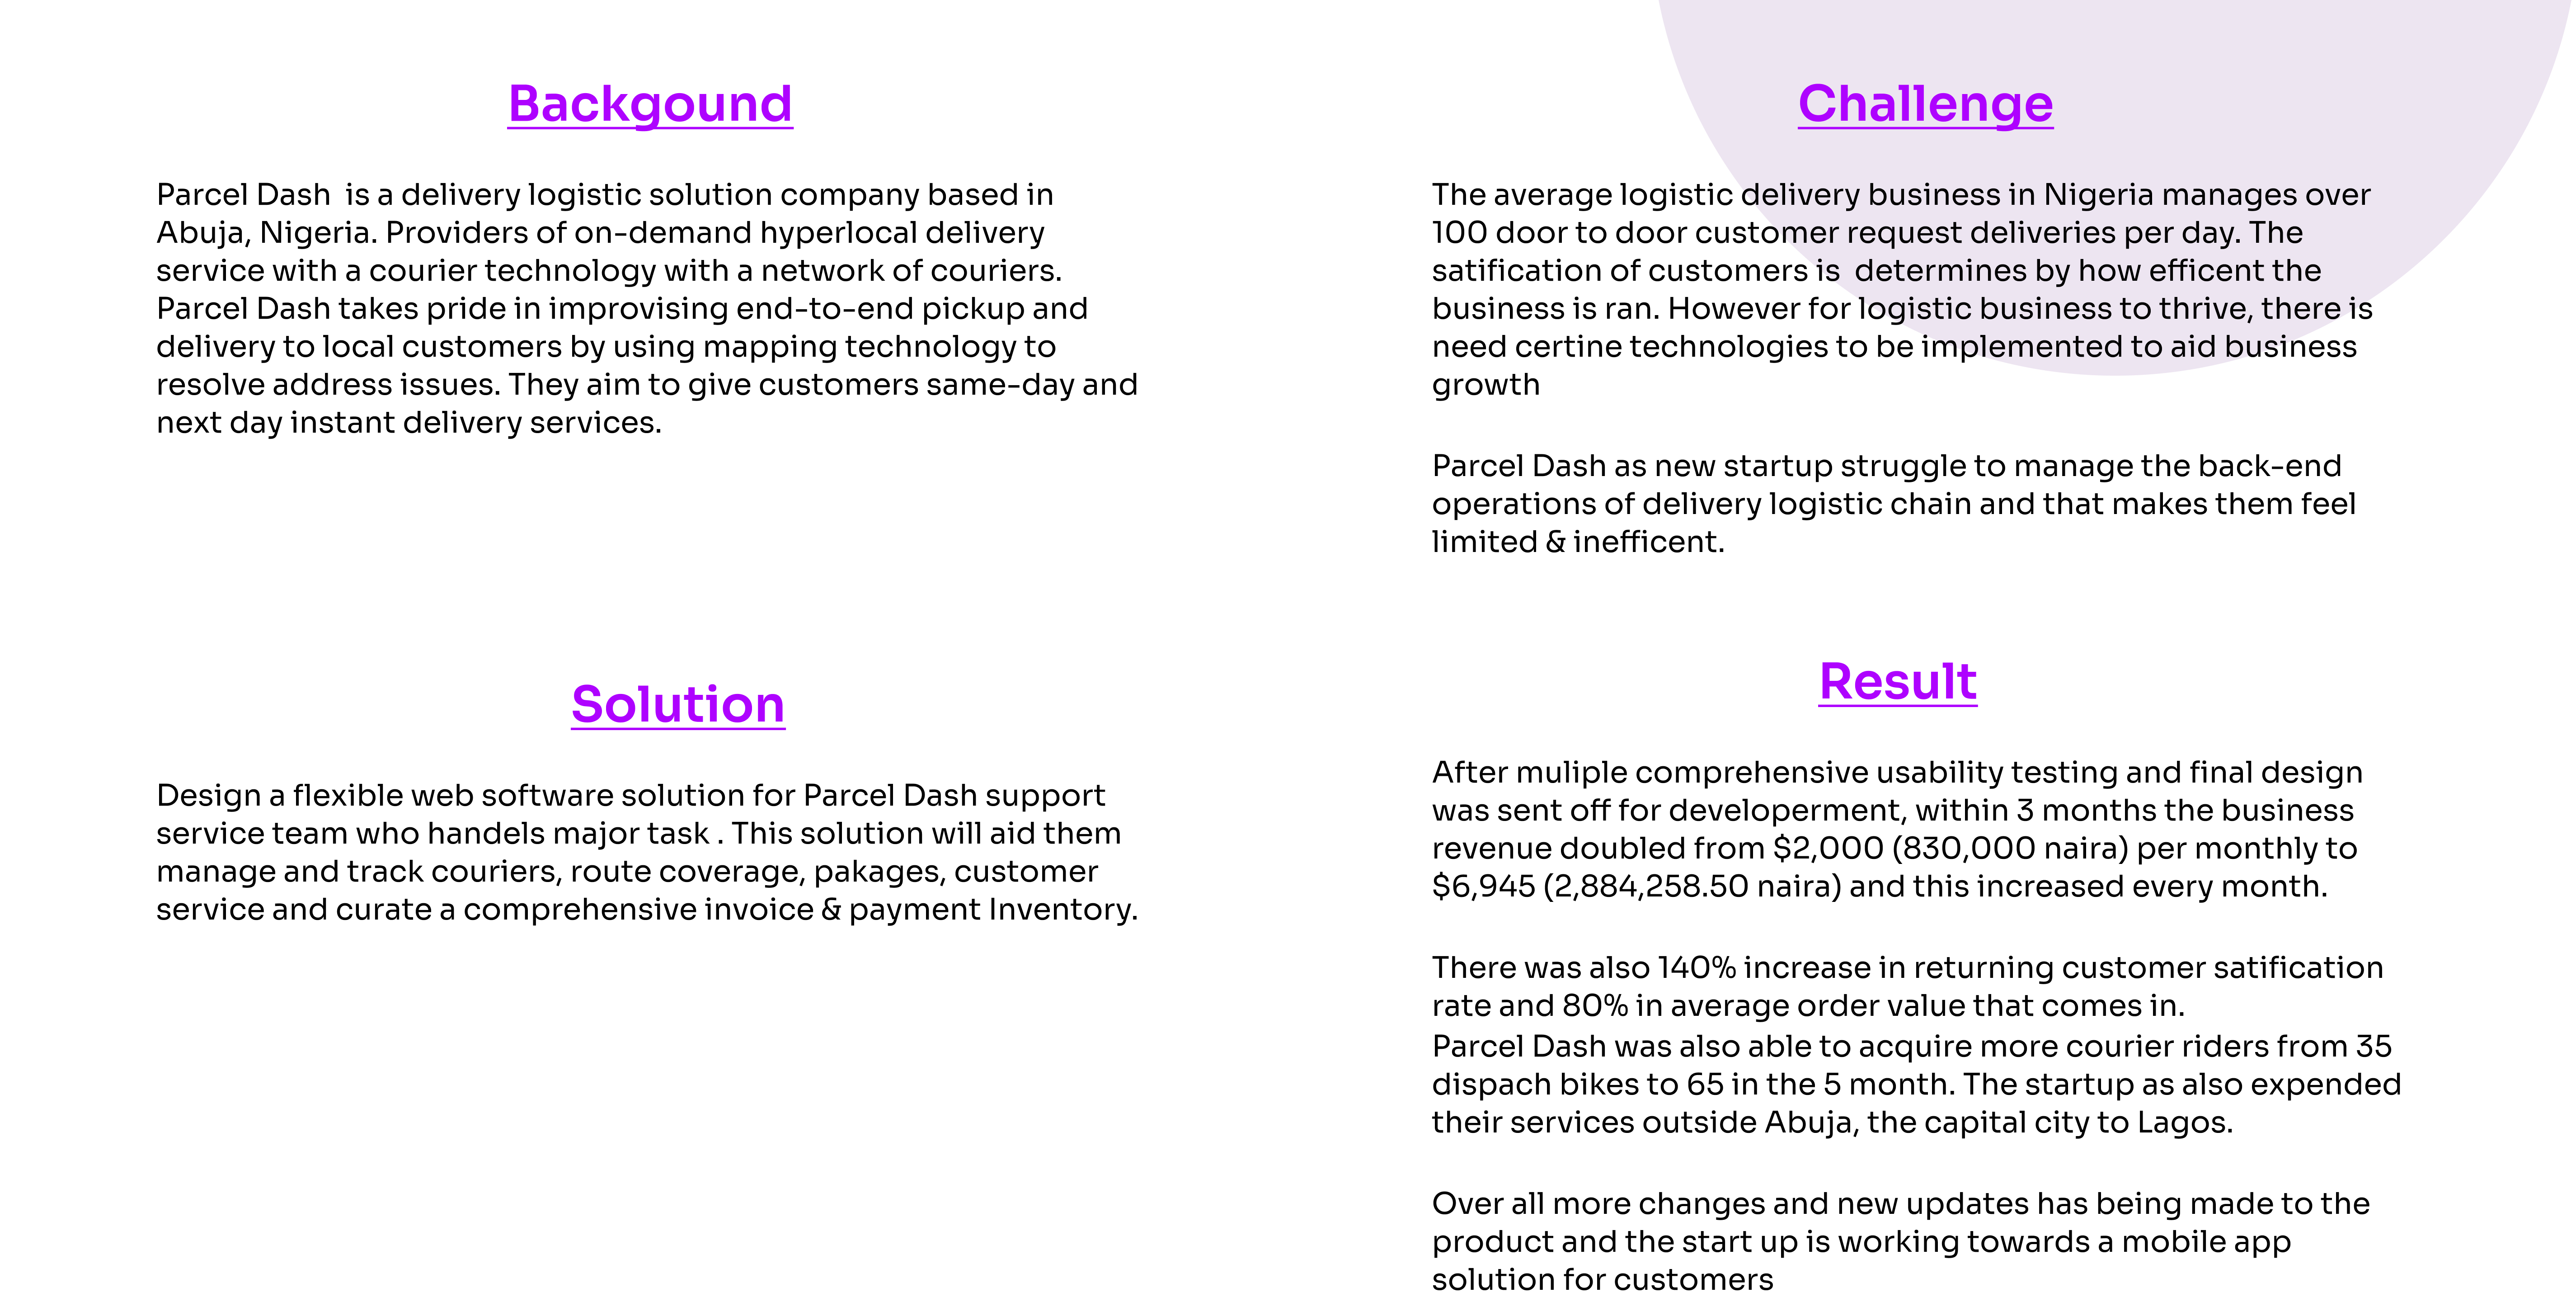 Backgound
Parcel Dash  is a delivery logistic solution company based in
Abuja, Nigeria. Providers of on-demand hyperlocal delivery
service with a courier technology with a network of couriers.
Parcel Dash takes pride in improvising end-to-end pickup and
delivery to local customers by using mapping technology to
resolve address issues. They aim to give customers same-day and
next day instant delivery services.
Challenge
The average logistic delivery business in Nigeria manages over
100 door to door customer request deliveries per day. The
satification of customers is  determines by how efficent the
business is ran. However for logistic business to thrive, there is
need certine technologies to be implemented to aid business
growth
Parcel Dash as new startup struggle to manage the back-end
operations of delivery logistic chain and that makes them feel
limited & inefficent.
Solution
Design a flexible web software solution for Parcel Dash support
service team who handels major task . This solution will aid them
manage and track couriers, route coverage, pakages, customer
service and curate a comprehensive invoice & payment Inventory.
Result
After muliple comprehensive usability testing and final design
was sent off for developerment, within 3 months the business
revenue doubled from $2,000 (830,000 naira) per monthly to
$6,945 (2,884,258.50 naira) and this increased every month.
There was also 140% increase in returning customer satification
rate and 80% in average order value that comes in.
Parcel Dash was also able to acquire more courier riders from 35
dispach bikes to 65 in the 5 month. The startup as also expended
their services outside Abuja, the capital city to Lagos.
Over all more changes and new updates has being made to the
product and the start up is working towards a mobile app
solution for customers